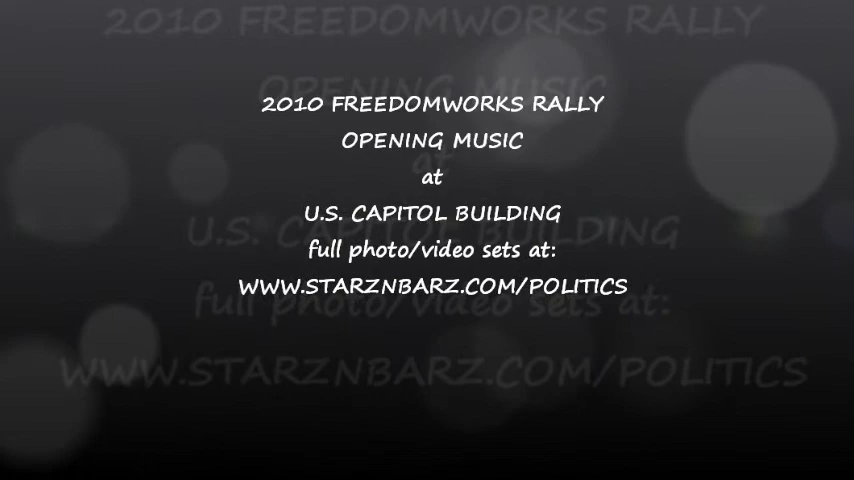 2010 FREEDOMWORKS RALLY
OPENING MUSIC
at
U.S. CAPITOL BUILDING
full photo/video sets at:
WWW.STARZNBARZ.COM/POLITICS